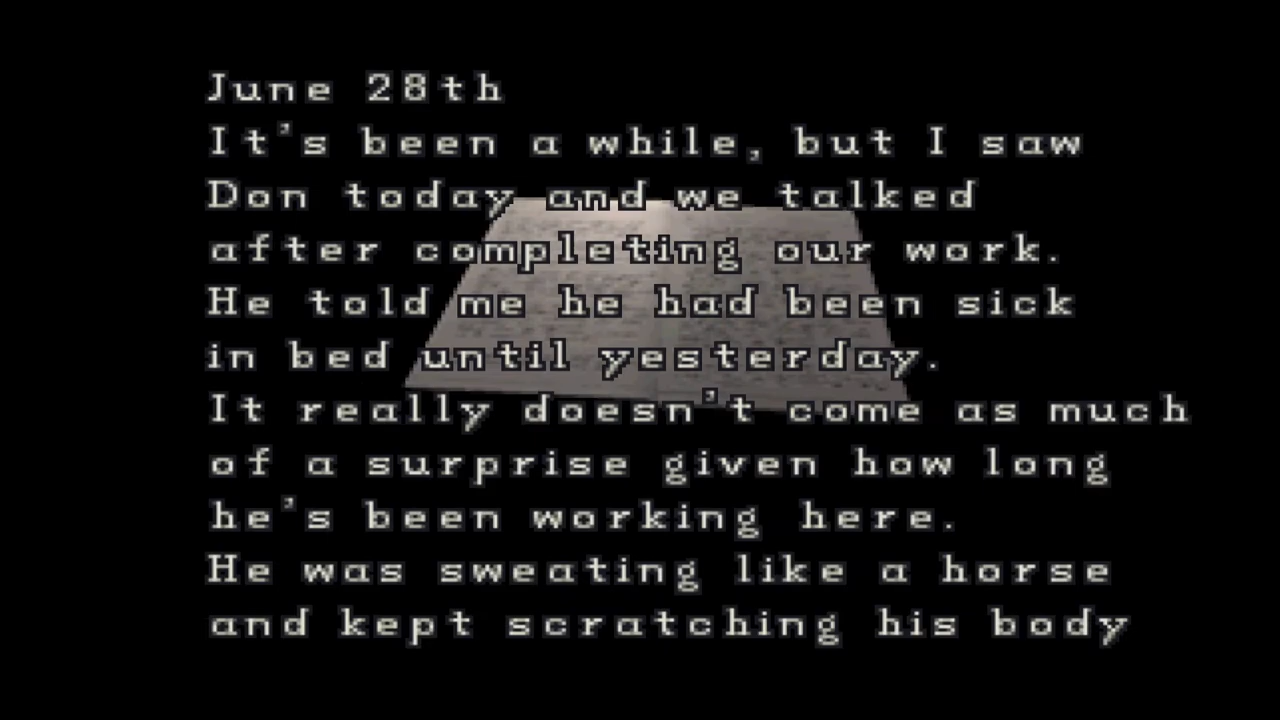 June 28th
It's been a while, but I saw
Don today and we talked
after completing our work.
He told me he had been sick
in bed until yesterday.
It really doesn't come as much
of a surprise given how long
he's been working here.
He was sweating like a horse
and kept scratching his body